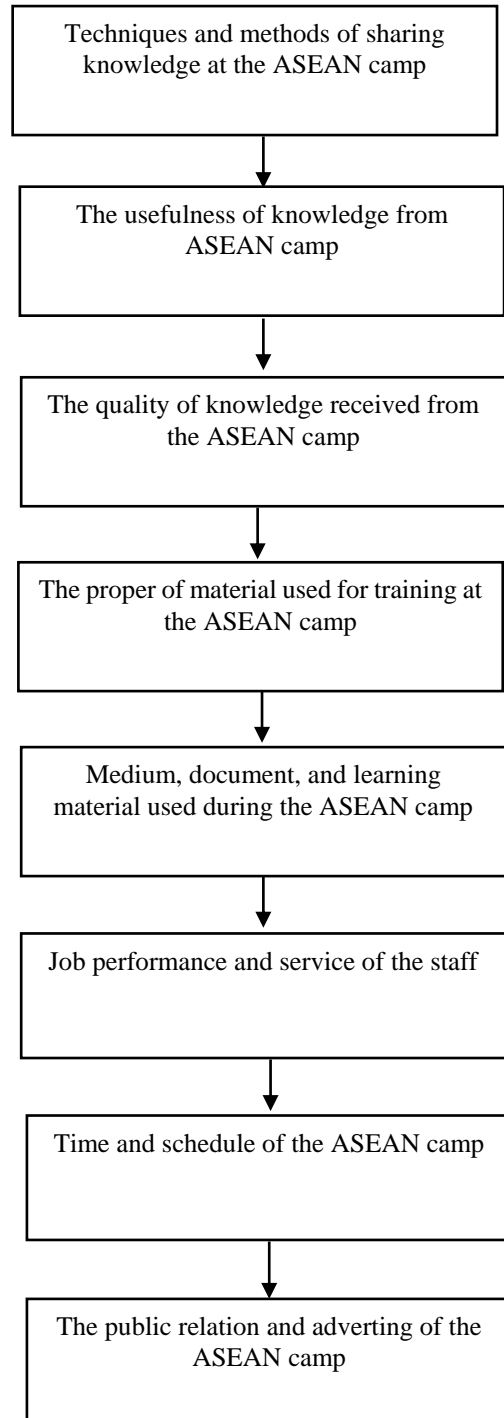 Techniques and methods of sharing
knowledge at the ASEAN camp
The usefulness of knowledge from
ASEAN camp
The quality of knowledge received from
the ASEAN camp
The proper of material used for training at
the ASEAN camp
Medium, document, and learning
material used during the ASEAN camp
Job performance and service of the staff
Time and schedule of the ASEAN camp
The public relation and adverting of the
ASEAN camp